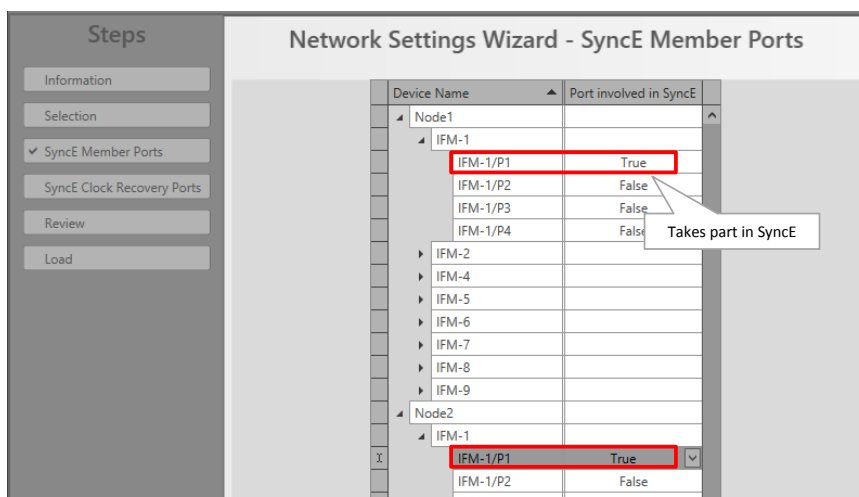 Steps
Information
Selection
SyncE Member Ports
SyncE Clock Recovery Ports
Review
Load
Network Settings Wizard - SyncE Member Ports
Device Name Port involved in SyncE
Node1
IFM-1
IFM-1/P1 True
IFM-1/P2 False
IFM-1/P3 False
IFM-1/P4 False
Takes part in SyncE
IFM-2
IFM-4
IFM-5
IFM-6
IFM-7
IFM-8
IFM-9
Node2
IFM-1
IFM-1/P1 True
IFM-1/P2 False